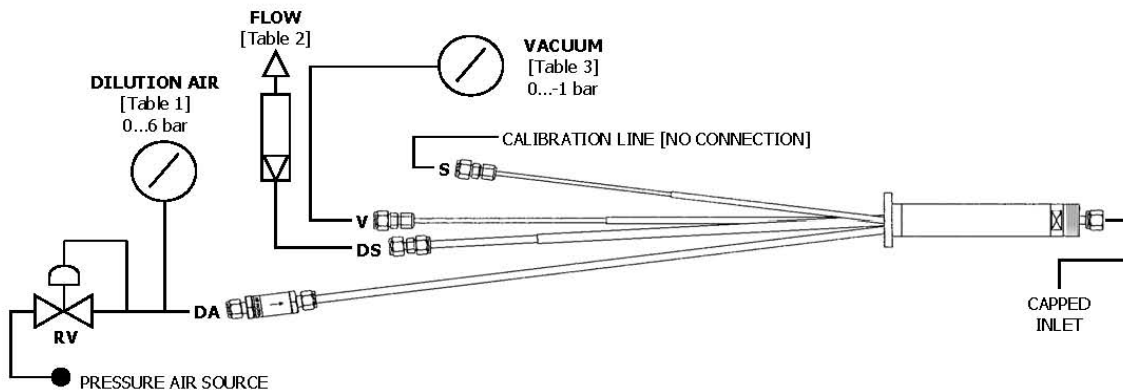 FLOW
[Table 2]
VACUUM
[Table 3]
0...-1 bar
DILUTION AIR
[Table 1]
0...6 bar
CALIBRATION LINE [NO CONNECTION]
S
V
DS
DA
RV
CAPPED
INLET
PRESSURE AIR SOURCE